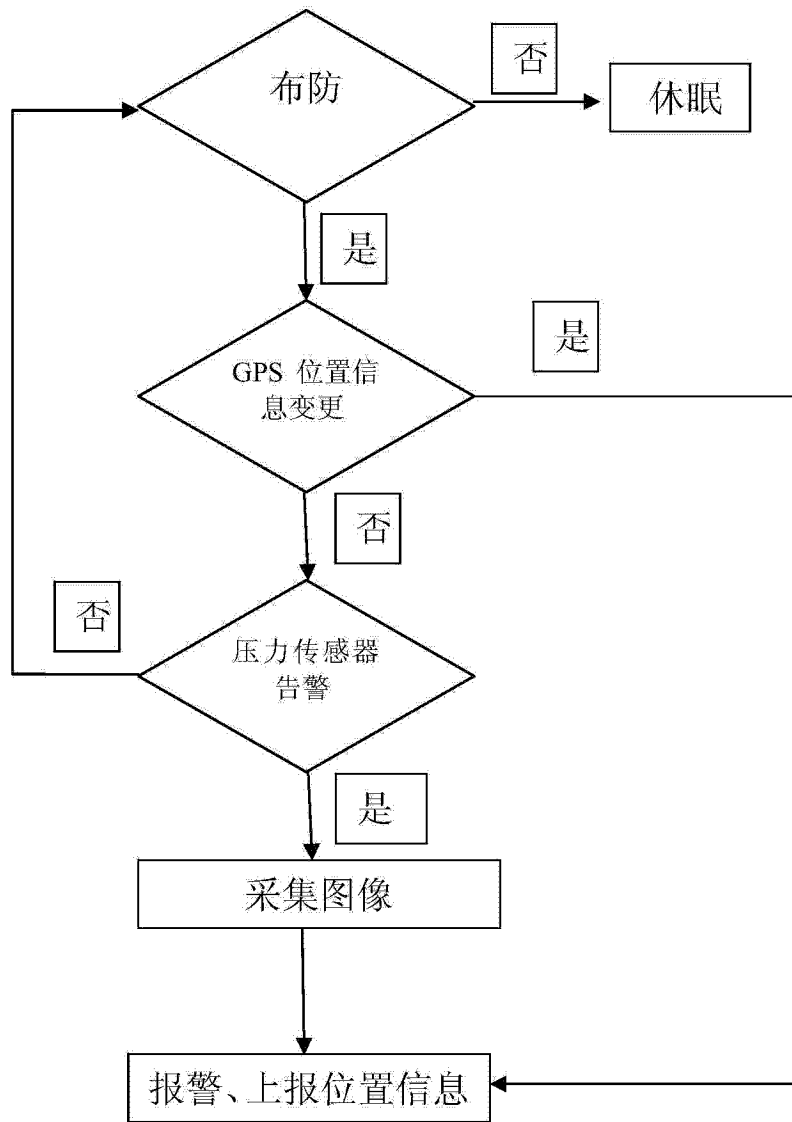 布防
否
休眠
是
是
GPS 位置信
息变更
否
否
压力传感器
告警
是
采集图像
报警、上报位置信息